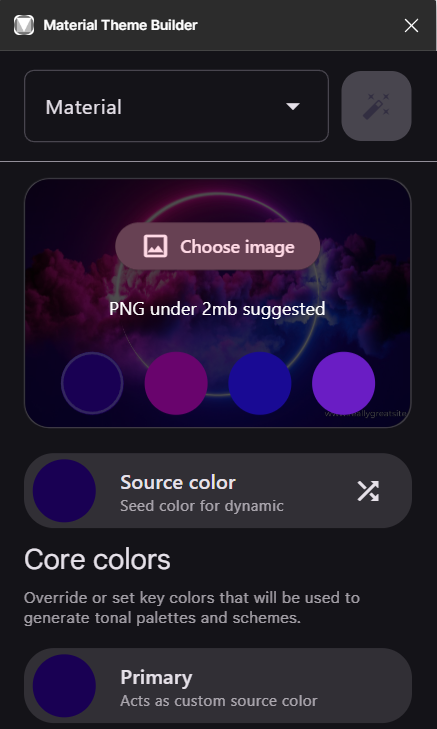 Material Theme Builder
Material
Choose image
PNG under 2mb suggested
Source color
Seed color for dynamic
Core colors
Override or set key colors that will be used to
generate tonal palettes and schemes.
Primary
Acts as custom source color